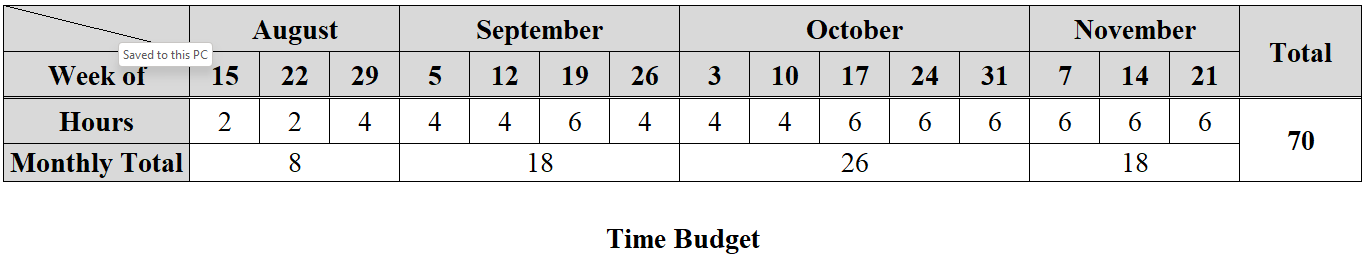 August September October November Total
Saved to this PC
Week of 15 22 29 5 12 19 26 3 10 17 24 31 7 14 21
Hours 2 2 4 4 4 6 4 4 4 6 6 6 6 6 6 70
Monthly Total 8 18 26 18
Time Budget